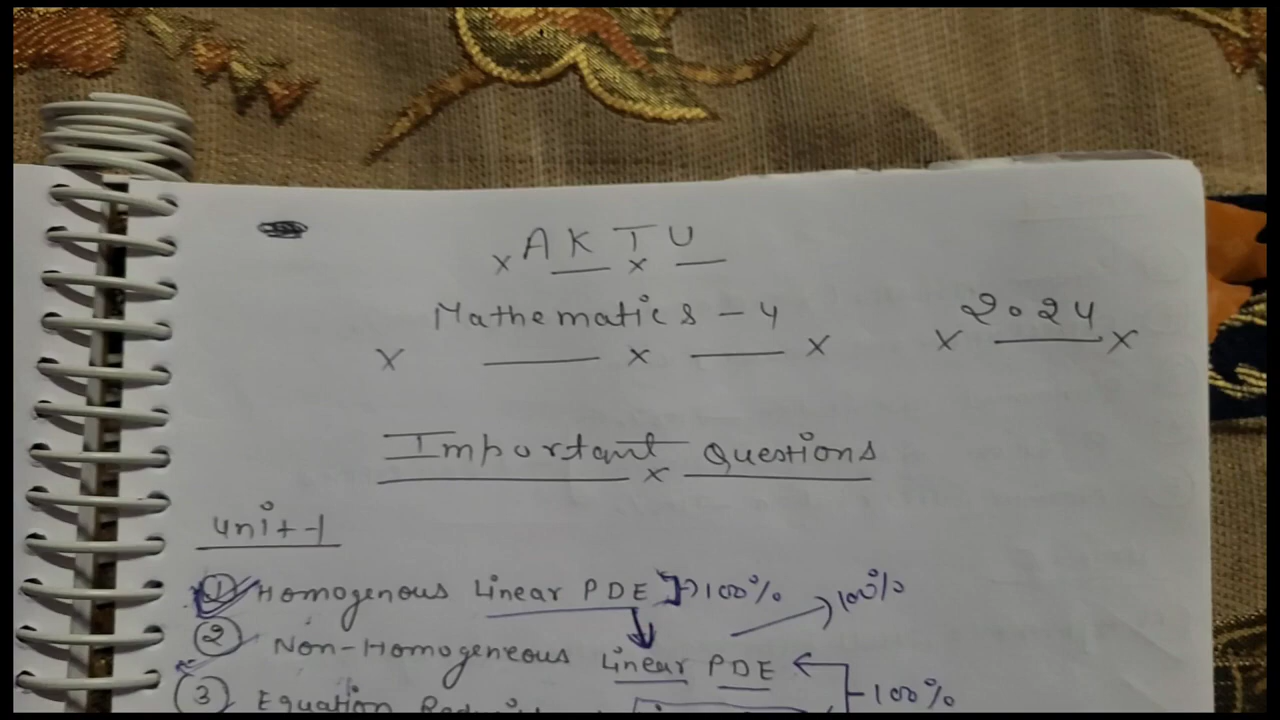 AKTU
Mathematics - 4 2024
Important Questions
Unit-1
① Homogenous Linear PDE → 100% → 100%
② Non-Homogeneous Linear PDE
③ Equation 100%